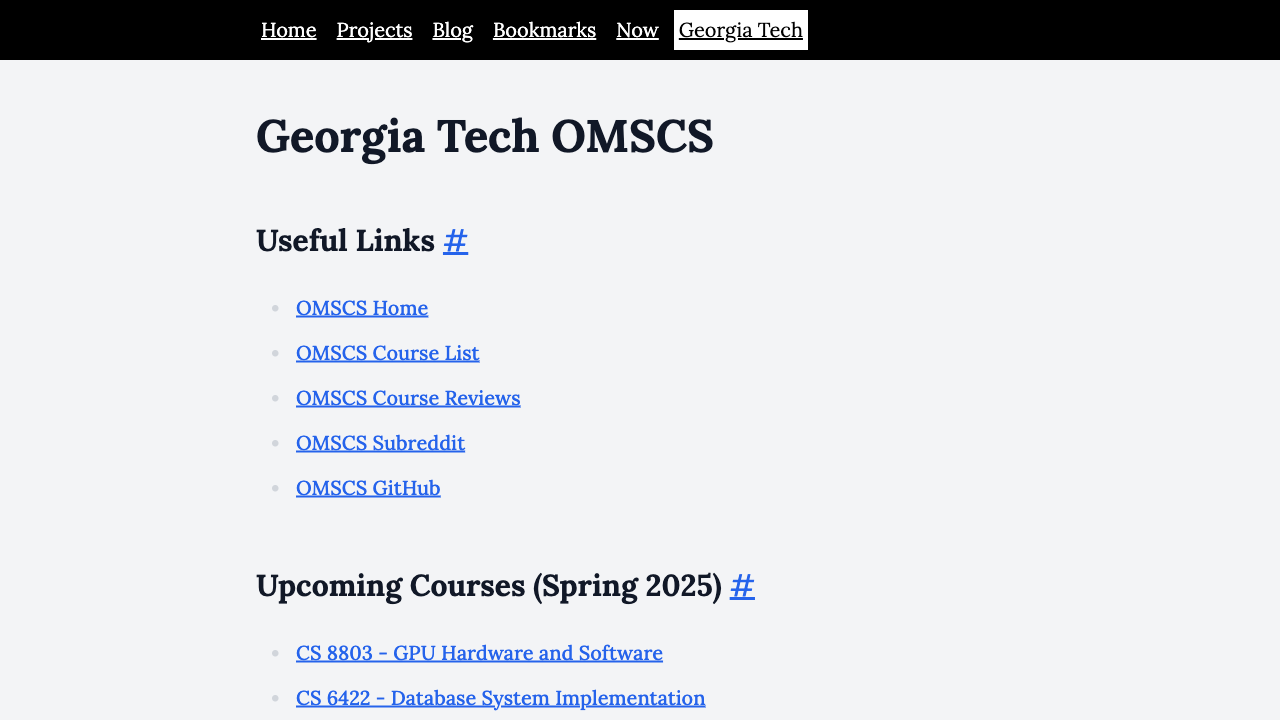 Home Projects Blog Bookmarks Now Georgia Tech
Georgia Tech OMSCS
Useful Links #
OMSCS Home
OMSCS Course List
OMSCS Course Reviews
OMSCS Subreddit
OMSCS GitHub
Upcoming Courses (Spring 2025) #
CS 8803 - GPU Hardware and Software
CS 6422 - Database System Implementation